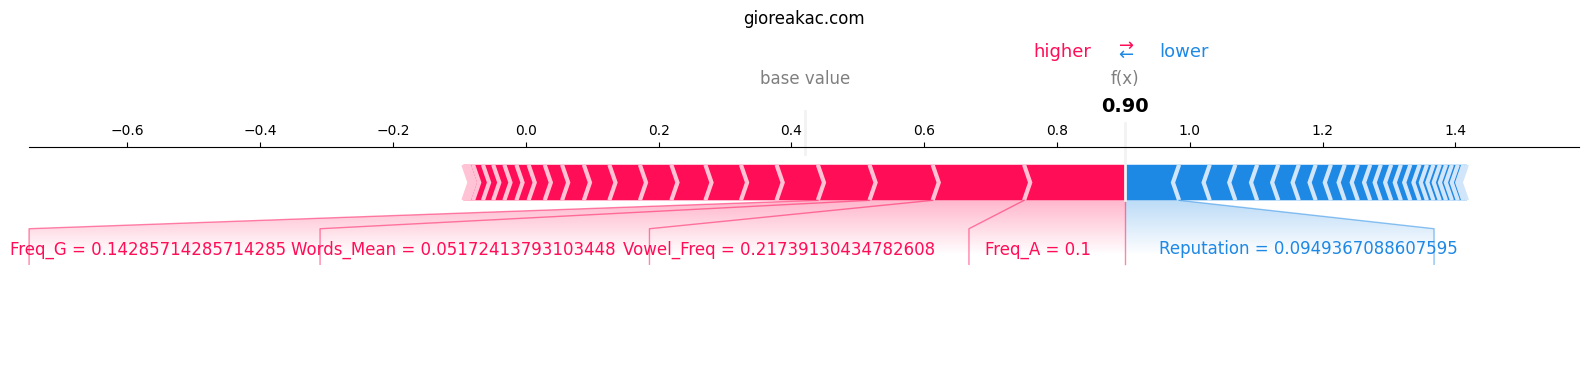 gioreakac.com
higher → ← lower
base value f(x)
0.90
−0.6 −0.4 −0.2 0.0 0.2 0.4 0.6 0.8 1.0 1.2 1.4
Freq_G = 0.14285714285714285 Words_Mean = 0.05172413793103448 Vowel_Freq = 0.21739130434782608 Freq_A = 0.1 Reputation = 0.0949367088607595